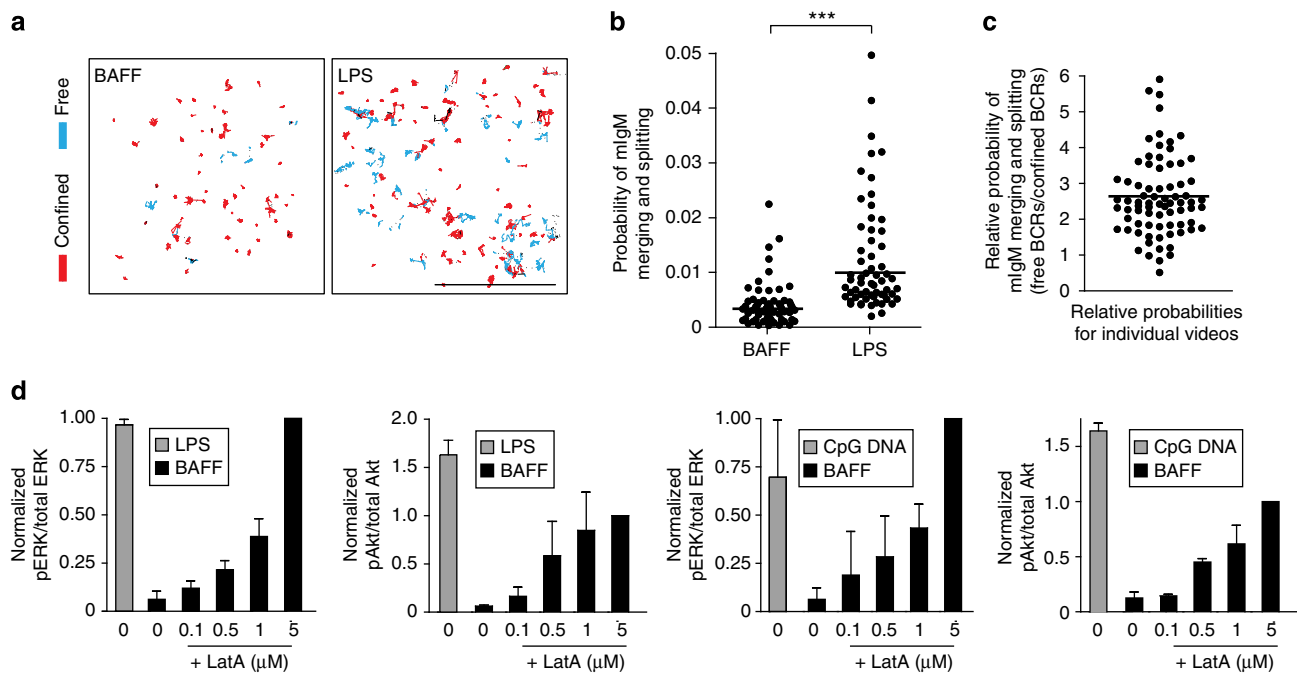 a
BAFF
LPS
Free
Confined
b
***
Probability of mIgM
merging and splitting
0.05
0.04
0.03
0.02
0.01
0
BAFF
LPS
c
Relative probability of
mIgM merging and splitting
(free BCRs/confined BCRs)
6
5
4
3
2
1
0
Relative probabilities
for individual videos
d
Normalized
pERK/total ERK
1.00
0.75
0.50
0.25
0
LPS
BAFF
0 0 0.1 0.5 1 5
+ LatA (μM)
Normalized
pAkt/total Akt
2.0
1.5
1.0
0.5
0
LPS
BAFF
0 0 0.1 0.5 1 5
+ LatA (μM)
Normalized
pERK/total ERK
1.00
0.75
0.50
0.25
0
CpG DNA
BAFF
0 0 0.1 0.5 1 5
+ LatA (μM)
Normalized
pAkt/total Akt
1.5
1.0
0.5
0
CpG DNA
BAFF
0 0 0.1 0.5 1 5
+ LatA (μM)